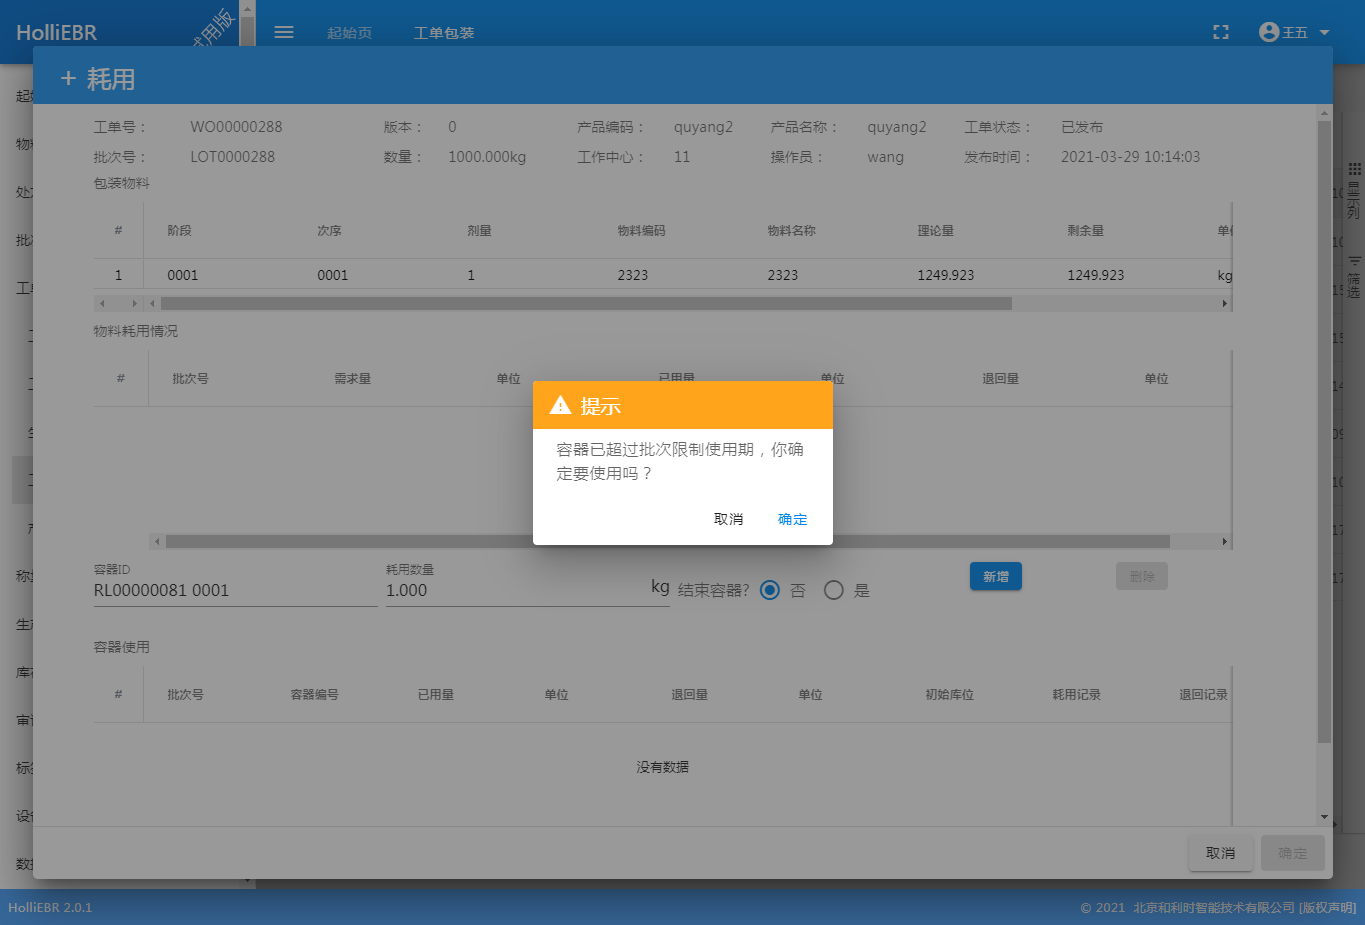 HolliEBR
试用版
起始页
工单包装
王五
+ 耗用
工单号： WO00000288 版本： 0 产品编码： quyang2 产品名称： quyang2 工单状态： 已发布
批次号： LOT0000288 数量： 1000.000kg 工作中心： 11 操作员： wang 发布时间： 2021-03-29 10:14:03
包装物料
# 阶段 次序 剂量 物料编码 物料名称 理论量 剩余量
1 0001 0001 1 2323 2323 1249.923 1249.923 kg
物料耗用情况
# 批次号 需求量 单位 已用量 单位 退回量 单位
提示
容器已超过批次限制使用期，你确
定要使用吗？
取消 确定
容器ID 耗用数量
RL00000081 0001 1.000 kg 结束容器? 否 是 新增 删除
容器使用
# 批次号 容器编号 已用量 单位 退回量 单位 初始库位 耗用记录 退回记录
没有数据
取消 确定
显示列
筛选
HolliEBR 2.0.1
© 2021 北京和利时智能技术有限公司 [版权声明]